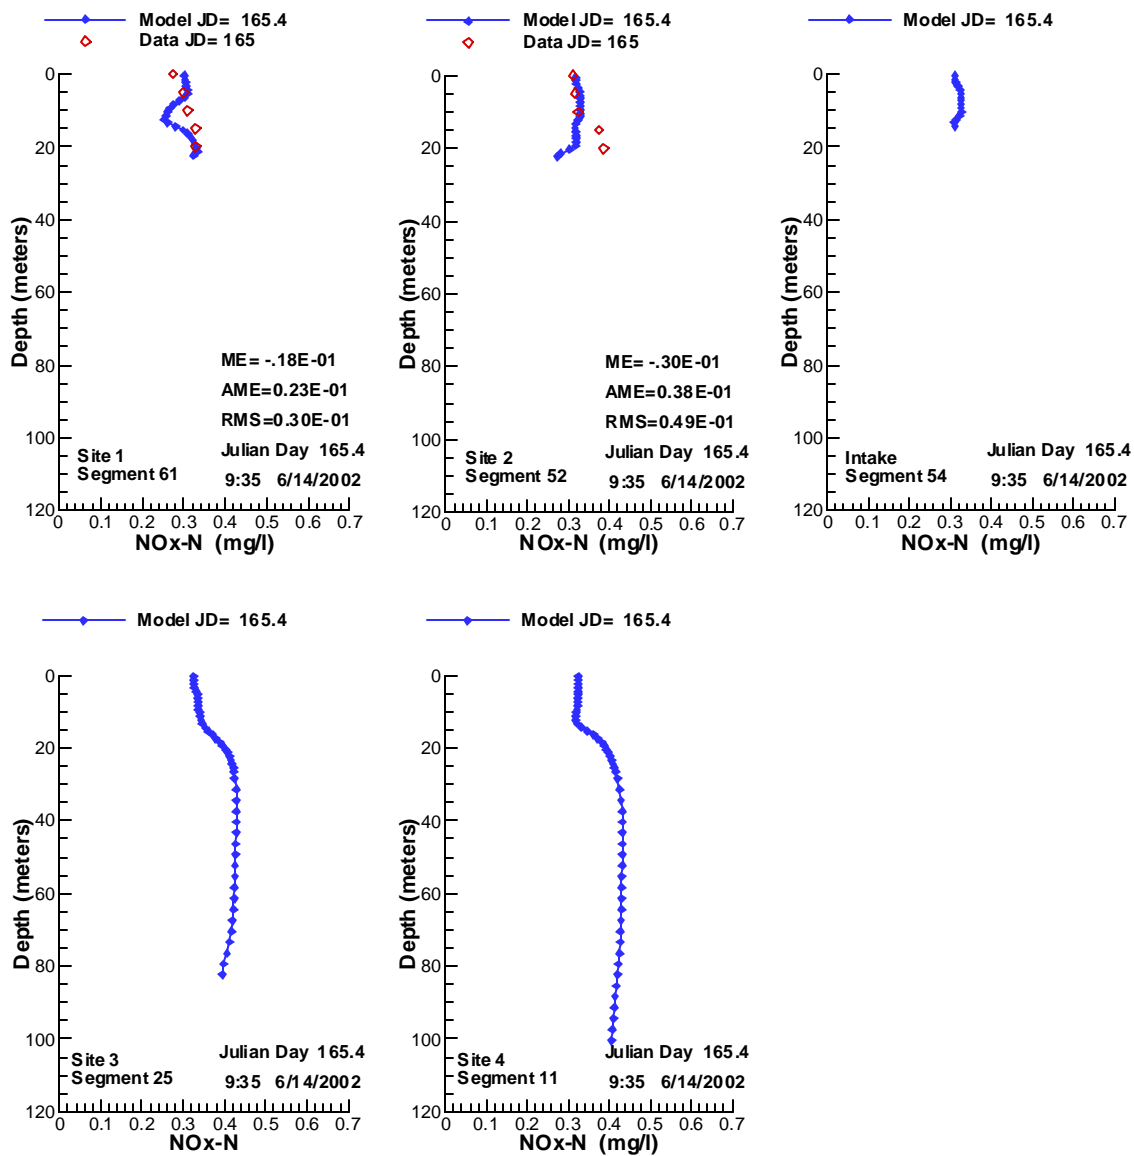 Model JD= 165.4
Data JD= 165
0
20
40
60
80
100
120
Depth (meters)
ME= -.18E-01
AME=0.23E-01
RMS=0.30E-01
Julian Day 165.4
9:35 6/14/2002
Site 1
Segment 61
0 0.1 0.2 0.3 0.4 0.5 0.6 0.7
NOx-N (mg/l)
Model JD= 165.4
Data JD= 165
0
20
40
60
80
100
120
Depth (meters)
ME= -.30E-01
AME=0.38E-01
RMS=0.49E-01
Julian Day 165.4
9:35 6/14/2002
Site 2
Segment 52
0 0.1 0.2 0.3 0.4 0.5 0.6 0.7
NOx-N (mg/l)
Model JD= 165.4
0
20
40
60
80
100
120
Depth (meters)
Julian Day 165.4
9:35 6/14/2002
Intake
Segment 54
0 0.1 0.2 0.3 0.4 0.5 0.6 0.7
NOx-N (mg/l)
Model JD= 165.4
0
20
40
60
80
100
120
Depth (meters)
Julian Day 165.4
9:35 6/14/2002
Site 3
Segment 25
0 0.1 0.2 0.3 0.4 0.5 0.6 0.7
NOx-N
Model JD= 165.4
0
20
40
60
80
100
120
Depth (meters)
Julian Day 165.4
9:35 6/14/2002
Site 4
Segment 11
0 0.1 0.2 0.3 0.4 0.5 0.6 0.7
NOx-N (mg/l)